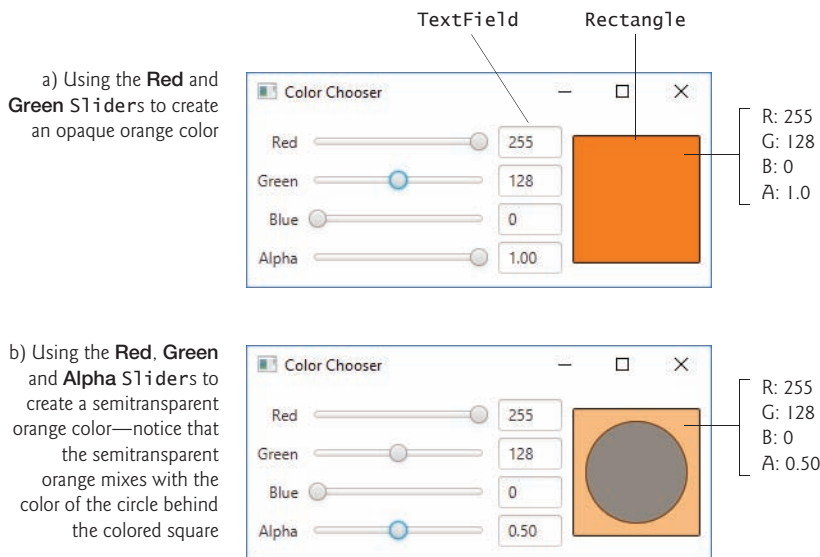 TextField
Rectangle
a) Using the Red and
Green Sliders to create
an opaque orange color
Color Chooser
Red
255
Green
128
Blue
0
Alpha
1.00
R: 255
G: 128
B: 0
A: 1.0
b) Using the Red, Green
and Alpha Sliders to
create a semitransparent
orange color—notice that
the semitransparent
orange mixes with the
color of the circle behind
the colored square
Color Chooser
Red
255
Green
128
Blue
0
Alpha
0.50
R: 255
G: 128
B: 0
A: 0.50